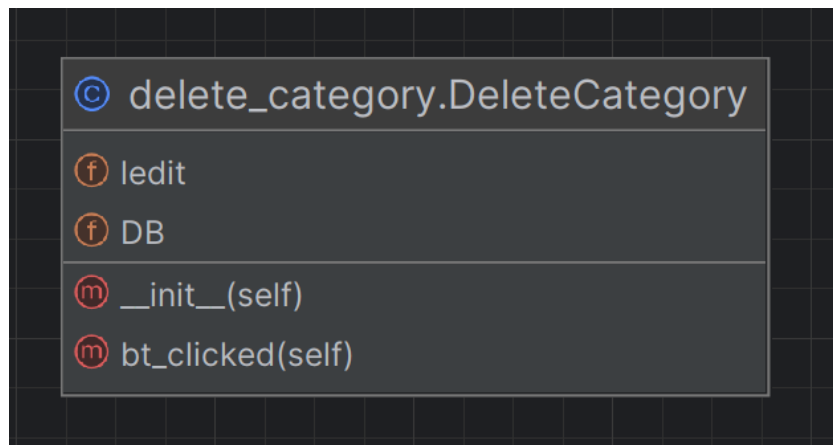 C delete_category.DeleteCategory
f ledit
f DB
m __init__(self)
m bt_clicked(self)